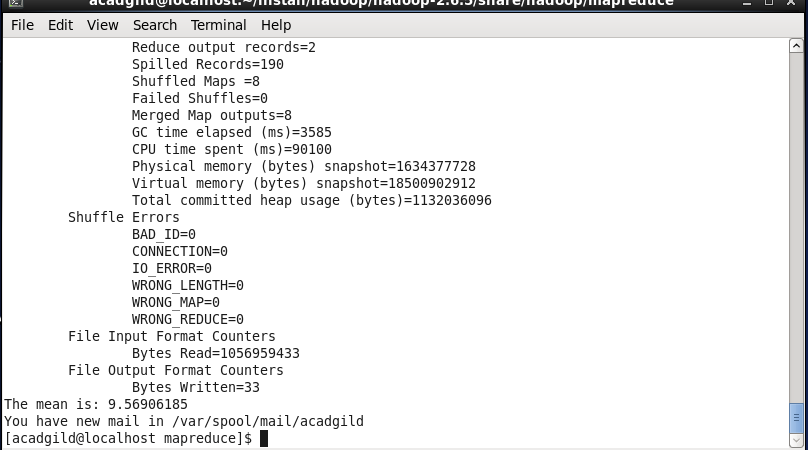 acadgild@localhost:~/install/hadoop/hadoop-2.6.5/share/hadoop/mapreduce
File Edit View Search Terminal Help
Reduce output records=2
Spilled Records=190
Shuffled Maps =8
Failed Shuffles=0
Merged Map outputs=8
GC time elapsed (ms)=3585
CPU time spent (ms)=90100
Physical memory (bytes) snapshot=1634377728
Virtual memory (bytes) snapshot=18500902912
Total committed heap usage (bytes)=1132036096
Shuffle Errors
BAD_ID=0
CONNECTION=0
IO_ERROR=0
WRONG_LENGTH=0
WRONG_MAP=0
WRONG_REDUCE=0
File Input Format Counters
Bytes Read=1056959433
File Output Format Counters
Bytes Written=33
The mean is: 9.56906185
You have new mail in /var/spool/mail/acadgild
[acadgild@localhost mapreduce]$